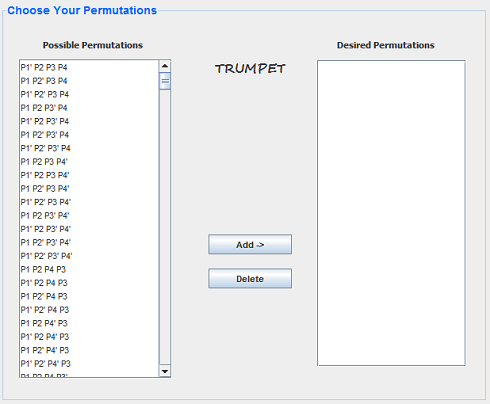 Choose Your Permutations
Possible Permutations
Desired Permutations
TRUMPET
P1' P2 P3 P4
P1 P2' P3 P4
P1' P2' P3 P4
P1 P2 P3' P4
P1' P2 P3' P4
P1 P2' P3' P4
P1' P2' P3' P4
P1 P2 P3 P4'
P1' P2 P3 P4'
P1 P2' P3 P4'
P1' P2' P3 P4'
P1 P2 P3' P4'
P1' P2 P3' P4'
P1 P2' P3' P4'
P1' P2' P3' P4'
P1 P2 P4 P3
P1' P2 P4 P3
P1 P2' P4 P3
P1' P2' P4 P3
P1 P2 P4' P3
P1' P2 P4' P3
P1 P2' P4' P3
P1' P2' P4' P3
P1 P2 P4 P3'
Add ->
Delete